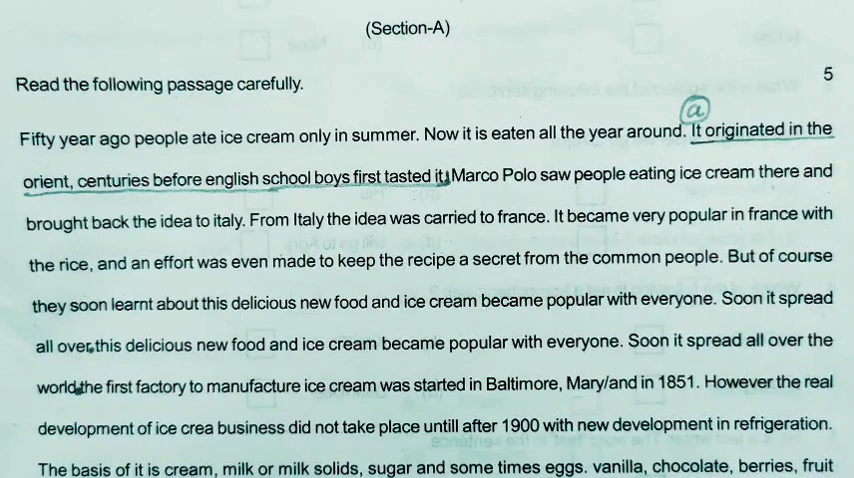 (Section-A)
Read the following passage carefully. 5
a
Fifty year ago people ate ice cream only in summer. Now it is eaten all the year around. It originated in the
orient, centuries before english school boys first tasted it, Marco Polo saw people eating ice cream there and
brought back the idea to italy. From Italy the idea was carried to france. It became very popular in france with
the rice, and an effort was even made to keep the recipe a secret from the common people. But of course
they soon learnt about this delicious new food and ice cream became popular with everyone. Soon it spread
all over, this delicious new food and ice cream became popular with everyone. Soon it spread all over the
world, the first factory to manufacture ice cream was started in Baltimore, Mary/and in 1851. However the real
development of ice crea business did not take place untill after 1900 with new development in refrigeration.
The basis of it is cream, milk or milk solids, sugar and some times eggs. vanilla, chocolate, berries, fruit